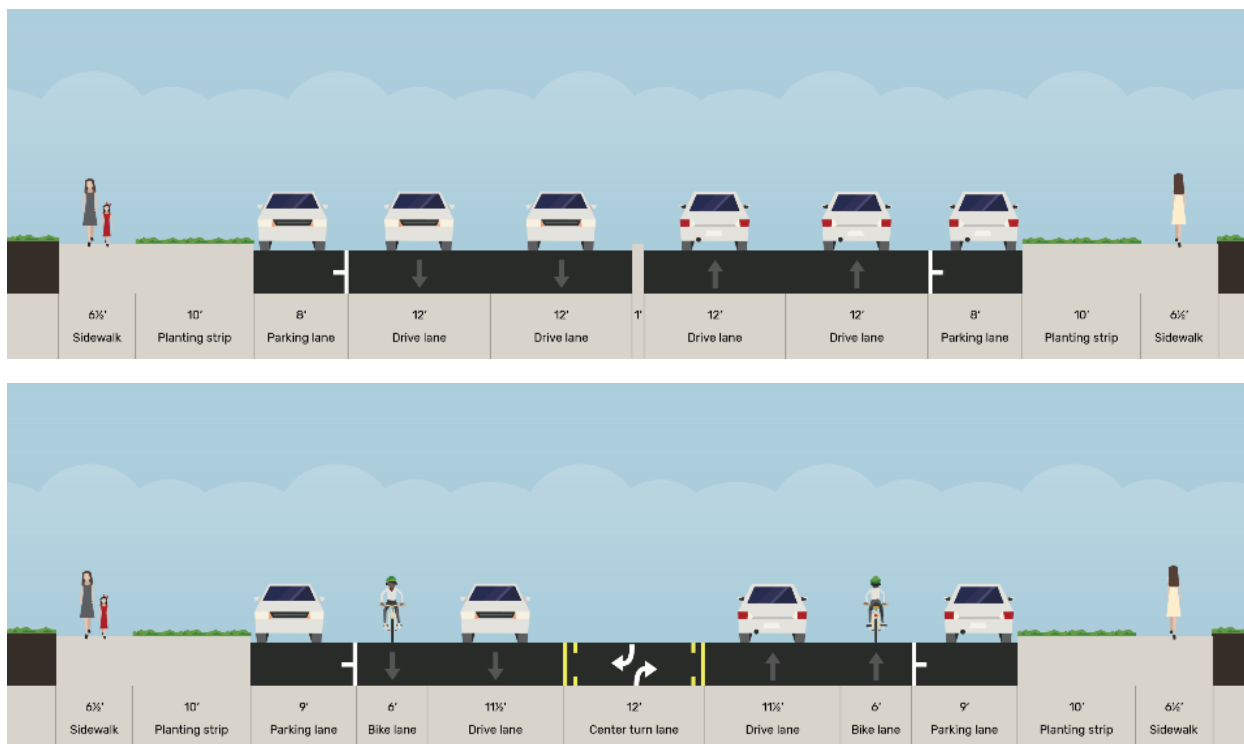 6½' 10' 8' 12' 12' 1' 12' 12' 8' 10' 6½'
Sidewalk Planting strip Parking lane Drive lane Drive lane Drive lane Drive lane Parking lane Planting strip Sidewalk
6½' 10' 9' 6' 11½' 12' 11½' 6' 9' 10' 6½'
Sidewalk Planting strip Parking lane Bike lane Drive lane Center turn lane Drive lane Bike lane Parking lane Planting strip Sidewalk